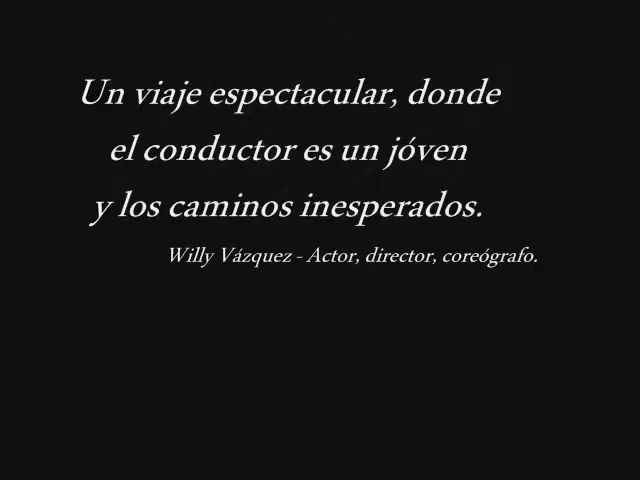 Un viaje espectacular, donde
el conductor es un jóven
y los caminos inesperados.
Willy Vázquez - Actor, director, coreógrafo.